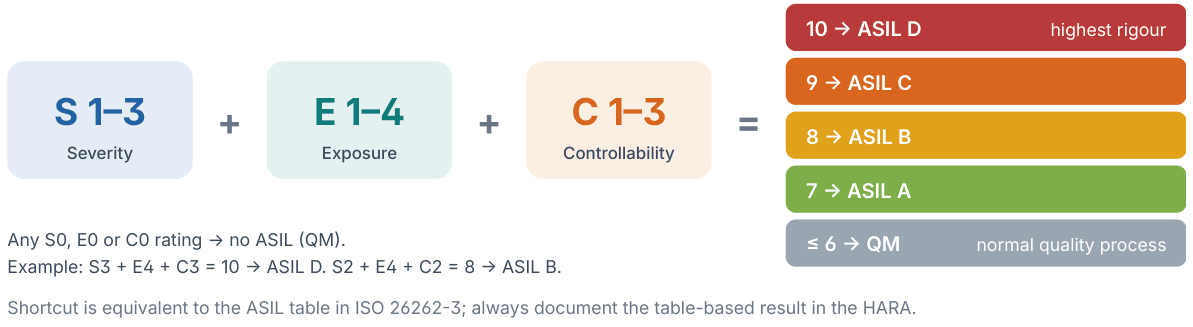 S 1–3
Severity
+
E 1–4
Exposure
+
C 1–3
Controllability
=
10 → ASIL D highest rigour
9 → ASIL C
8 → ASIL B
7 → ASIL A
≤ 6 → QM normal quality process
Any S0, E0 or C0 rating → no ASIL (QM).
Example: S3 + E4 + C3 = 10 → ASIL D. S2 + E4 + C2 = 8 → ASIL B.
Shortcut is equivalent to the ASIL table in ISO 26262-3; always document the table-based result in the HARA.